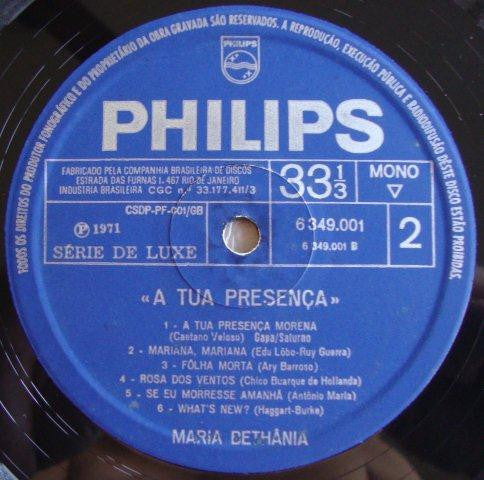 TODOS OS DIREITOS DO PRODUTOR FONOGRÁFICO E DO PROPRIETÁRIO DA OBRA GRAVADA SÃO RESERVADOS. A REPRODUÇÃO, EXECUÇÃO PÚBLICA E RADIODIFUSÃO DÊSTE DISCO ESTÃO PROIBIDAS.
PHILIPS
PHILIPS
FABRICADO PELA COMPANHIA BRASILEIRA DE DISCOS
ESTRADA DAS FURNAS 1.467 RIO DE JANEIRO
INDUSTRIA BRASILEIRA CGC n.º 33.177.411/3
33 1/3
MONO
CSDP-PF-001/GB
Ⓟ 1971
SÉRIE DE LUXE
6 349.001
6 349.001 B
2
«A TUA PRESENÇA»
1 - A TUA PRESENÇA MORENA
(Caetano Veloso) Gapa/Saturno
2 - MARIANA, MARIANA (Edu Lôbo-Ruy Guerra)
3 - FÔLHA MORTA (Ary Barroso)
4 - ROSA DOS VENTOS (Chico Buarque de Hollanda)
5 - SE EU MORRESSE AMANHÃ (Antônio Maria)
6 - WHAT'S NEW? (Haggart-Burke)
MARIA BETHÂNIA